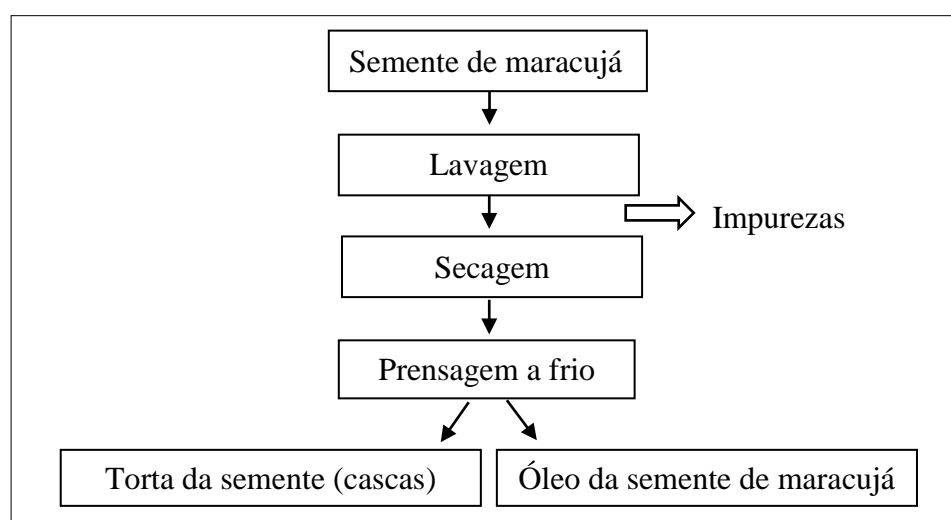 Semente de maracujá
Lavagem
Impurezas
Secagem
Prensagem a frio
Torta da semente (cascas)
Óleo da semente de maracujá